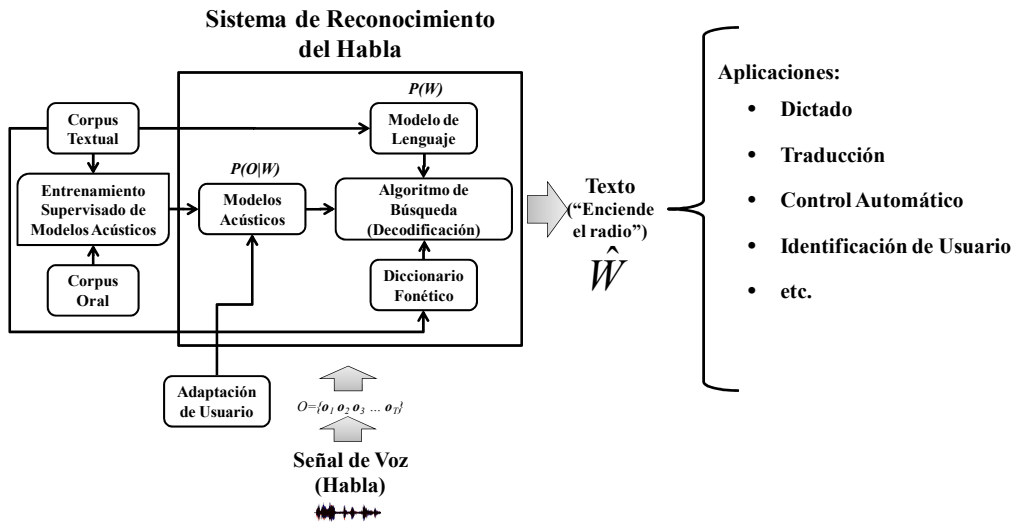 Sistema de Reconocimiento
del Habla
P(W)
Corpus
Textual
Modelo de
Lenguaje
P(O|W)
Entrenamiento
Supervisado de
Modelos Acústicos
Modelos
Acústicos
Algoritmo de
Búsqueda
(Decodificación)
Corpus
Oral
Diccionario
Fonético
Adaptación
de Usuario
O={o1 o2 o3 ... oT}
Señal de Voz
(Habla)
Texto
(“Enciende
el radio”)
Ŵ
Aplicaciones:
• Dictado
• Traducción
• Control Automático
• Identificación de Usuario
• etc.